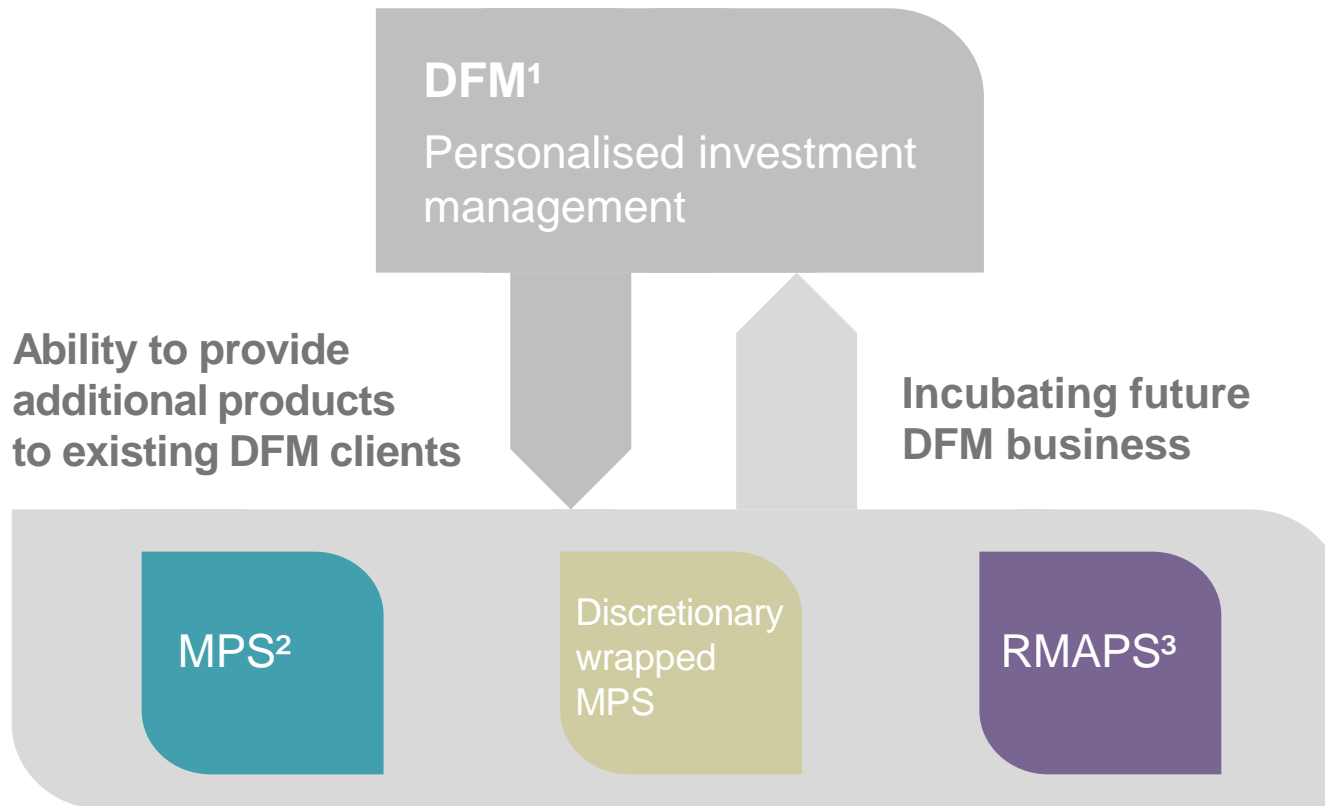 DFM¹
Personalised investment
management
Ability to provide
additional products
to existing DFM clients
Incubating future
DFM business
MPS²
Discretionary
wrapped
MPS
RMAPS³